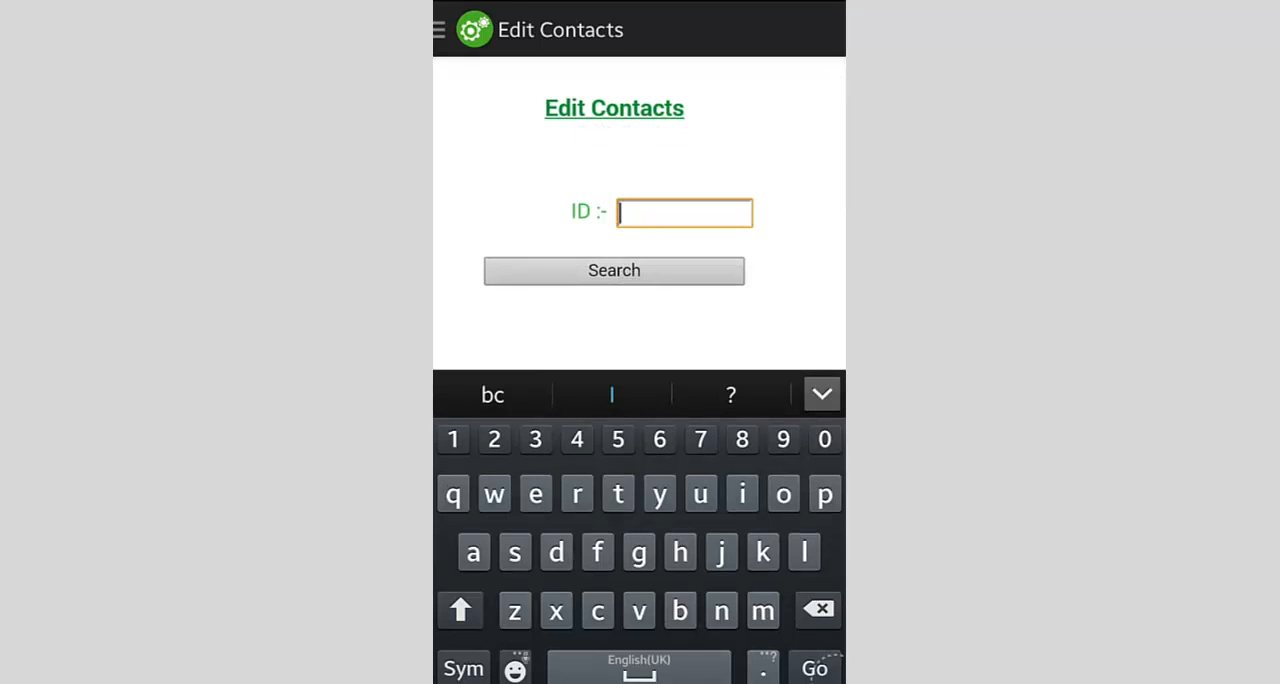 Edit Contacts
Edit Contacts
ID :-
Search
bc I ?
1 2 3 4 5 6 7 8 9 0
q w e r t y u i o p
a s d f g h j k l
z x c v b n m
Sym English(UK) . Go